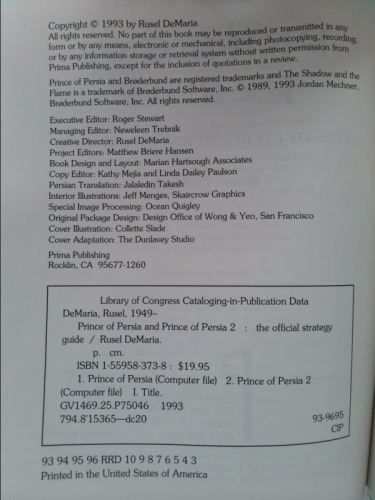 Copyright © 1993 by Rusel DeMaria
All rights reserved. No part of this book may be reproduced or transmitted in any
form or by any means, electronic or mechanical, including photocopying, recording,
or by any information storage or retrieval system without written permission from
Prima Publishing, except for the inclusion of quotations in a review.
Prince of Persia and Brøderbund are registered trademarks and The Shadow and the
Flame is a trademark of Brøderbund Software, Inc. © 1989, 1993 Jordan Mechner,
Brøderbund Software, Inc. All rights reserved.
Executive Editor: Roger Stewart
Managing Editor: Neweleen Trebnik
Creative Director: Rusel DeMaria
Project Editors: Matthew Briere Hansen
Book Design and Layout: Marian Hartsough Associates
Copy Editor: Kathy Mejia and Linda Dailey Paulson
Persian Translation: Jalaledin Takesh
Interior Illustrations: Jeff Menges, Skaircrow Graphics
Special Image Processing: Ocean Quigley
Original Package Design: Design Office of Wong & Yeo, San Francisco
Cover Illustration: Collette Slade
Cover Adaptation: The Dunlavey Studio
Prima Publishing
Rocklin, CA 95677-1260
Library of Congress Cataloging-in-Publication Data
DeMaria, Rusel, 1949–
Prince of Persia and Prince of Persia 2 : the official strategy
guide / Rusel DeMaria.
p. cm.
ISBN 1-55958-373-8 : $19.95
1. Prince of Persia (Computer file) 2. Prince of Persia 2
(Computer file) I. Title.
GV1469.25.P75046 1993
794.8'15365—dc20
93-9695
CIP
93 94 95 96 RRD 10 9 8 7 6 5 4 3
Printed in the United States of America